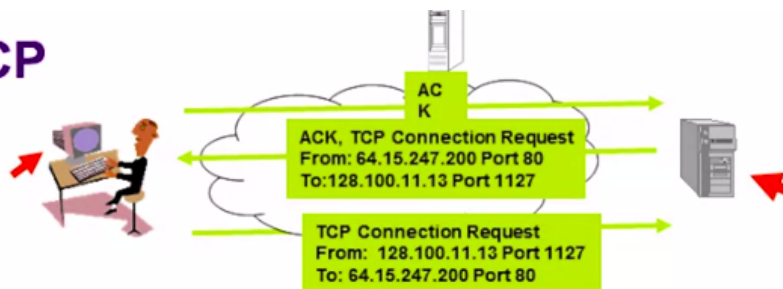 CP
AC
K
ACK, TCP Connection Request
From: 64.15.247.200 Port 80
To:128.100.11.13 Port 1127
TCP Connection Request
From: 128.100.11.13 Port 1127
To: 64.15.247.200 Port 80